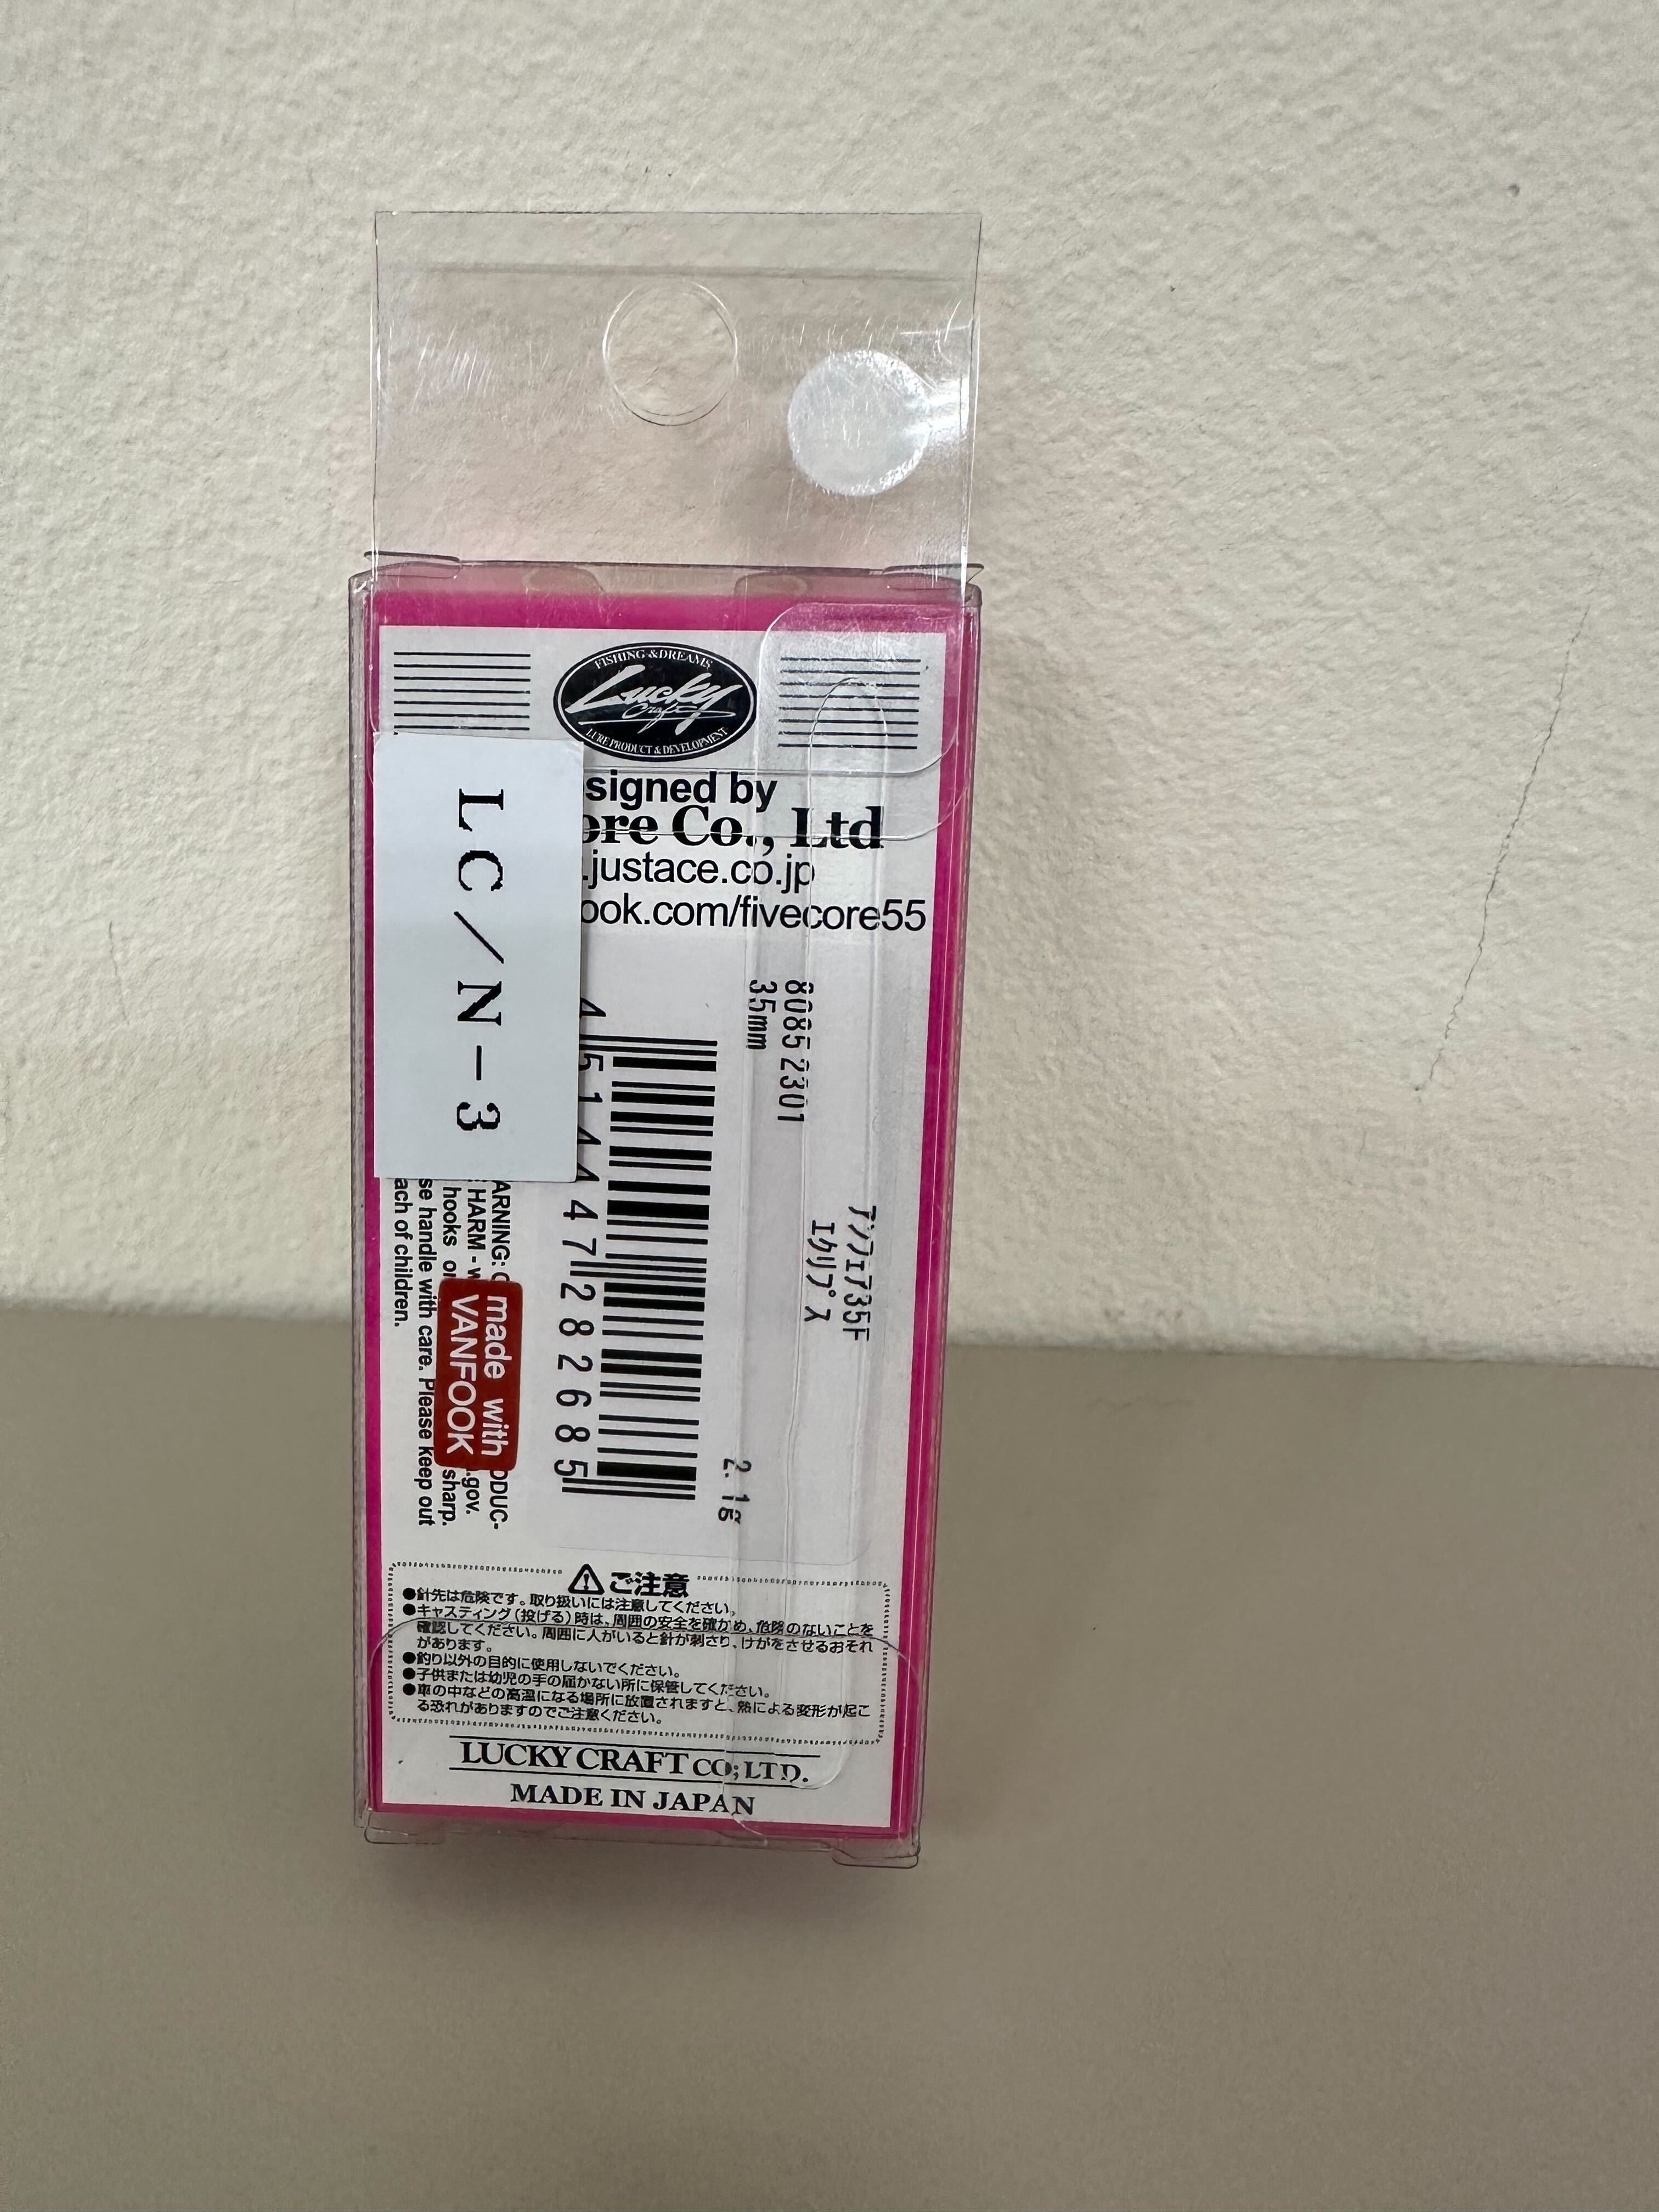 FISHING & DREAMS
Lucky
Craft
LURE PRODUCT & DEVELOPMENT
signed by
ore Co., Ltd
.justace.co.jp
ook.com/fivecore55
LC/N-3
アンフェア35F
エクリプス
8085 2301
35mm
2.1g
4 514447 282685
ARNING: C
ODUC-
HARM - w
.gov.
hooks
sharp.
se handle with care. Please keep out
ach of children.
made with
VANFOOK
ご注意
●針先は危険です。取り扱いには注意してください。
●キャスティング(投げる)時は、周囲の安全を確かめ、危険のないことを
確認してください。周囲に人がいると針が刺さり、けがをさせるおそれ
があります。
●釣り以外の目的に使用しないでください。
●子供または幼児の手の届かない所に保管してください。
●車の中などの高温になる場所に放置されますと、熱による変形が起こ
る恐れがありますのでご注意ください。
LUCKY CRAFT CO;LTD.
MADE IN JAPAN